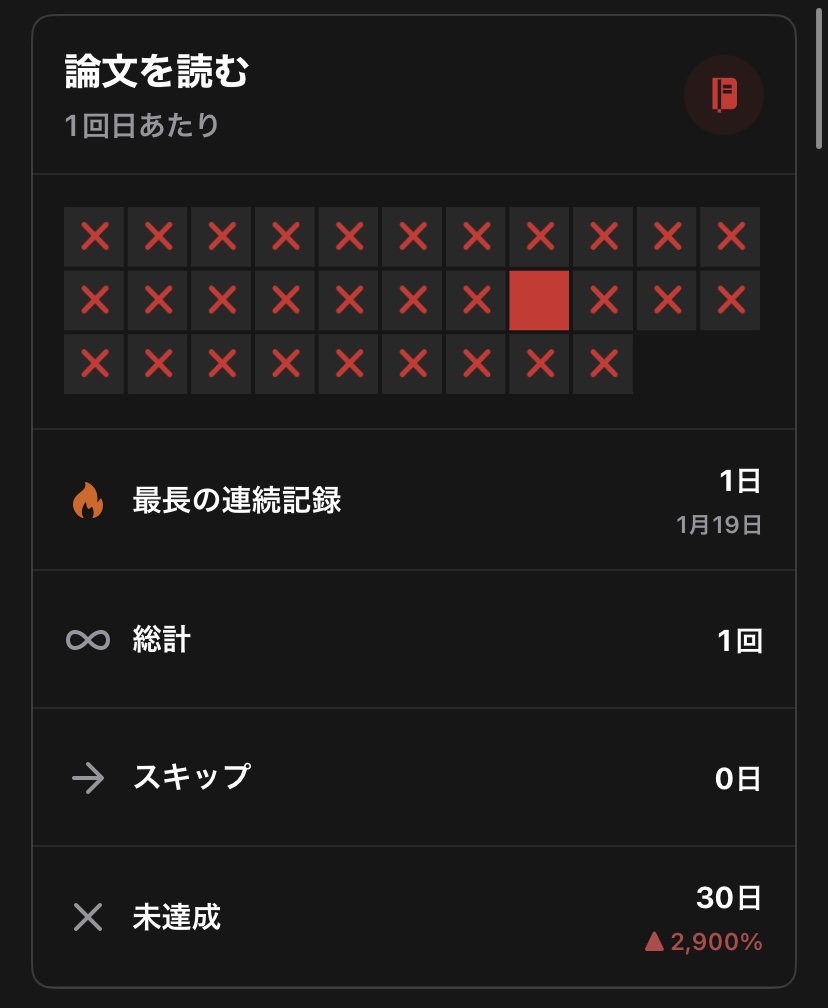 論文を読む
1回日あたり
最長の連続記録
1日
1月19日
総計
1回
スキップ
0日
未達成
30日
▲ 2,900%